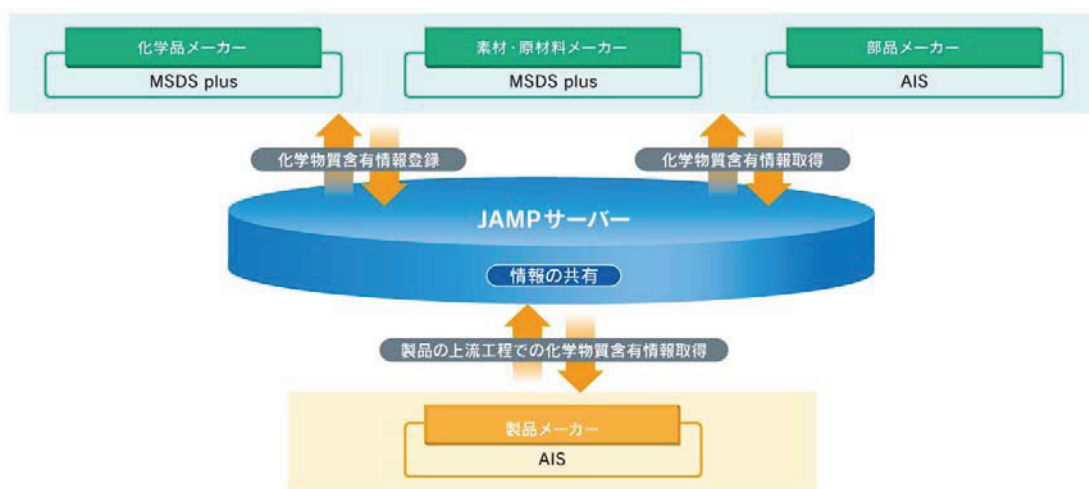 化学品メーカー
MSDS plus
素材・原材料メーカー
MSDS plus
部品メーカー
AIS
化学物質含有情報登録
化学物質含有情報取得
JAMPサーバー
情報の共有
製品の上流工程での化学物質含有情報取得
製品メーカー
AIS